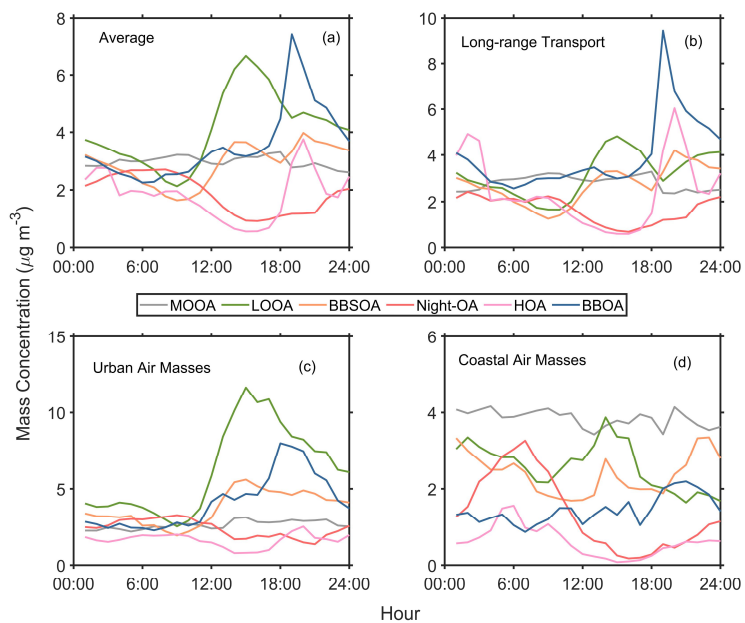 Average (a)
8
6
4
2
0
00:00 06:00 12:00 18:00 24:00
Long-range Transport (b)
10
8
6
4
2
0
00:00 06:00 12:00 18:00 24:00
MOOA LOOA BBSOA Night-OA HOA BBOA
Urban Air Masses (c)
15
10
5
0
00:00 06:00 12:00 18:00 24:00
Coastal Air Masses (d)
6
4
2
0
00:00 06:00 12:00 18:00 24:00
Mass Concentration (μg m⁻³)
Hour